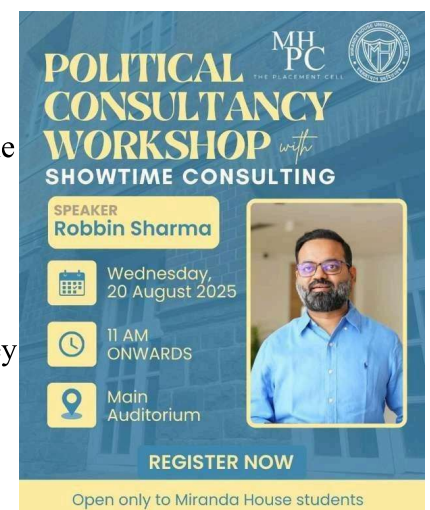 MH
PC
THE PLACEMENT CELL
POLITICAL
CONSULTANCY
WORKSHOP with
SHOWTIME CONSULTING
SPEAKER
Robbin Sharma
Wednesday,
20 August 2025
11 AM
ONWARDS
Main
Auditorium
REGISTER NOW
Open only to Miranda House students
e
ey